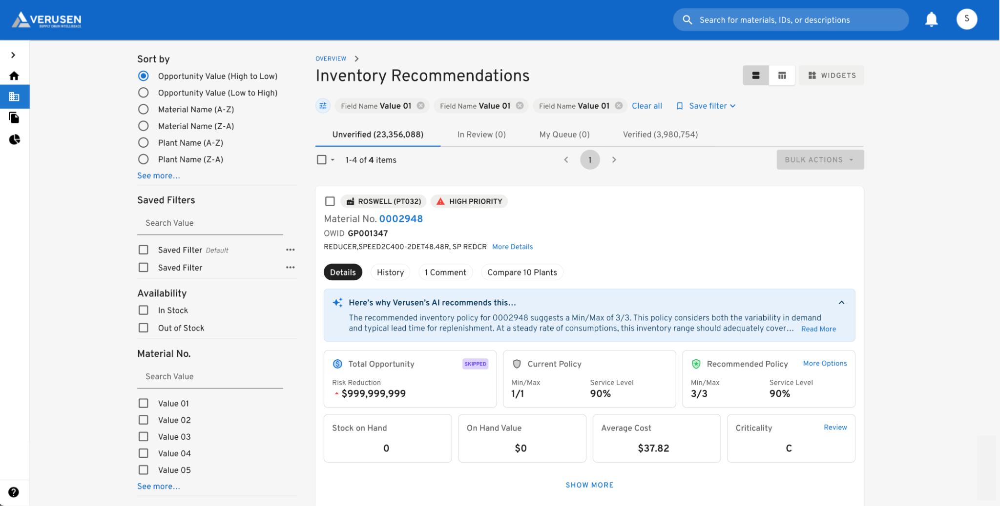 VERUSEN
SUPPLY CHAIN INTELLIGENCE
Search for materials, IDs, or descriptions
S
Sort by
Opportunity Value (High to Low)
Opportunity Value (Low to High)
Material Name (A-Z)
Material Name (Z-A)
Plant Name (A-Z)
Plant Name (Z-A)
See more...
Saved Filters
Search Value
Saved Filter Default
Saved Filter
Availability
In Stock
Out of Stock
Material No.
Search Value
Value 01
Value 02
Value 03
Value 04
Value 05
See more...
OVERVIEW
Inventory Recommendations
WIDGETS
Field Name Value 01 Field Name Value 01 Field Name Value 01 Clear all Save filter
Unverified (23,356,088) In Review (0) My Queue (0) Verified (3,980,754)
1-4 of 4 items 1 BULK ACTIONS
ROSWELL (PT032) HIGH PRIORITY
Material No. 0002948
OWID GP001347
REDUCER,SPEED2C400-2DET48.48R, SP REDCR More Details
Details History 1 Comment Compare 10 Plants
Here's why Verusen's AI recommends this...
The recommended inventory policy for 0002948 suggests a Min/Max of 3/3. This policy considers both the variability in demand
and typical lead time for replenishment. At a steady rate of consumptions, this inventory range should adequately cover... Read More
Total Opportunity SKIPPED
Risk Reduction
$999,999,999
Current Policy
Min/Max Service Level
1/1 90%
Recommended Policy More Options
Min/Max Service Level
3/3 90%
Stock on Hand
0
On Hand Value
$0
Average Cost
$37.82
Criticality Review
C
SHOW MORE